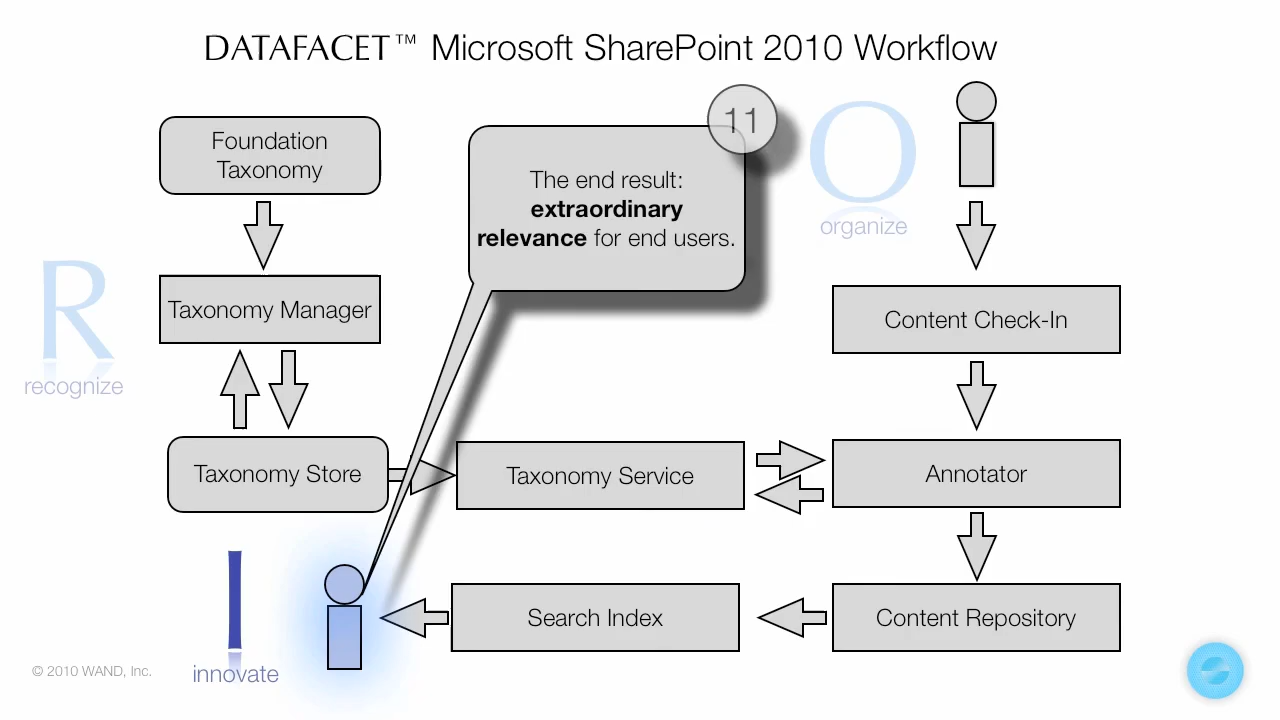 DATAFACET™ Microsoft SharePoint 2010 Workflow
11
Foundation
Taxonomy
The end result:
extraordinary
relevance for end users.
O
organize
R
recognize
Taxonomy Manager
Content Check-In
Taxonomy Store
Taxonomy Service
Annotator
I
innovate
Search Index
Content Repository
© 2010 WAND, Inc.